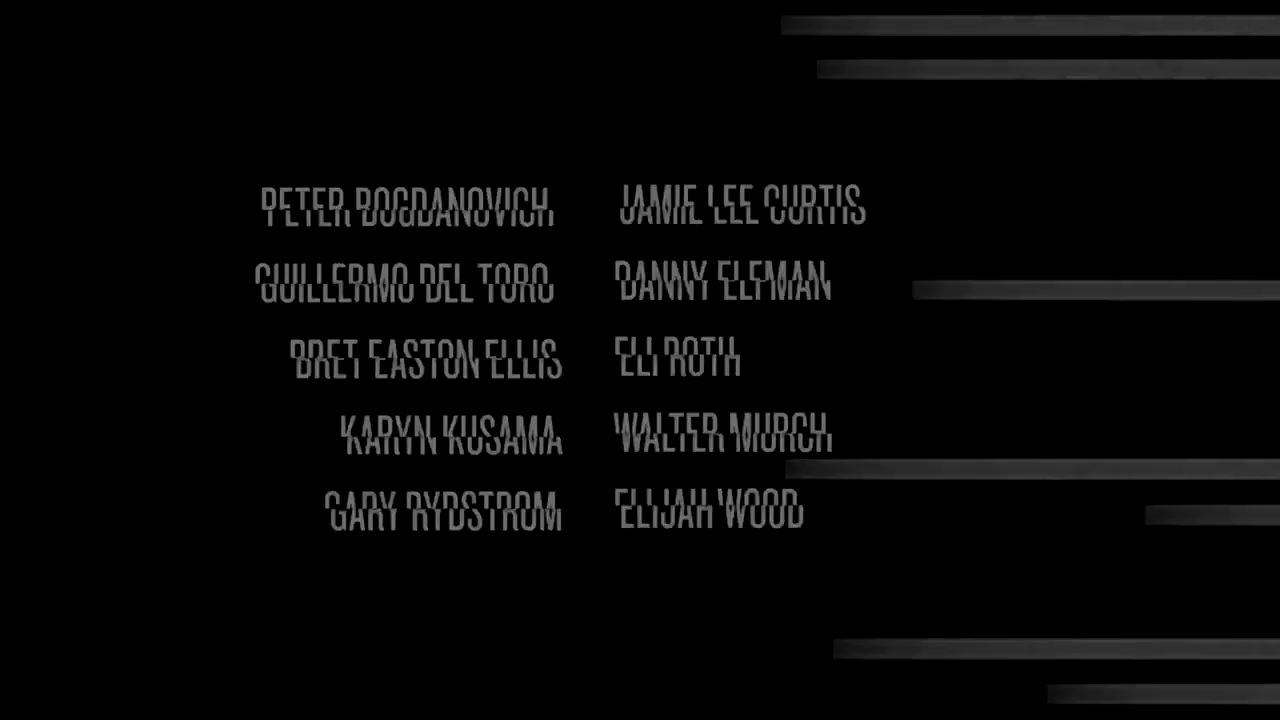 PETER BOGDANOVICH JAMIE LEE CURTIS
GUILLERMO DEL TORO DANNY ELFMAN
BRET EASTON ELLIS ELI ROTH
KARYN KUSAMA WALTER MURCH
GARY RYDSTROM ELIJAH WOOD